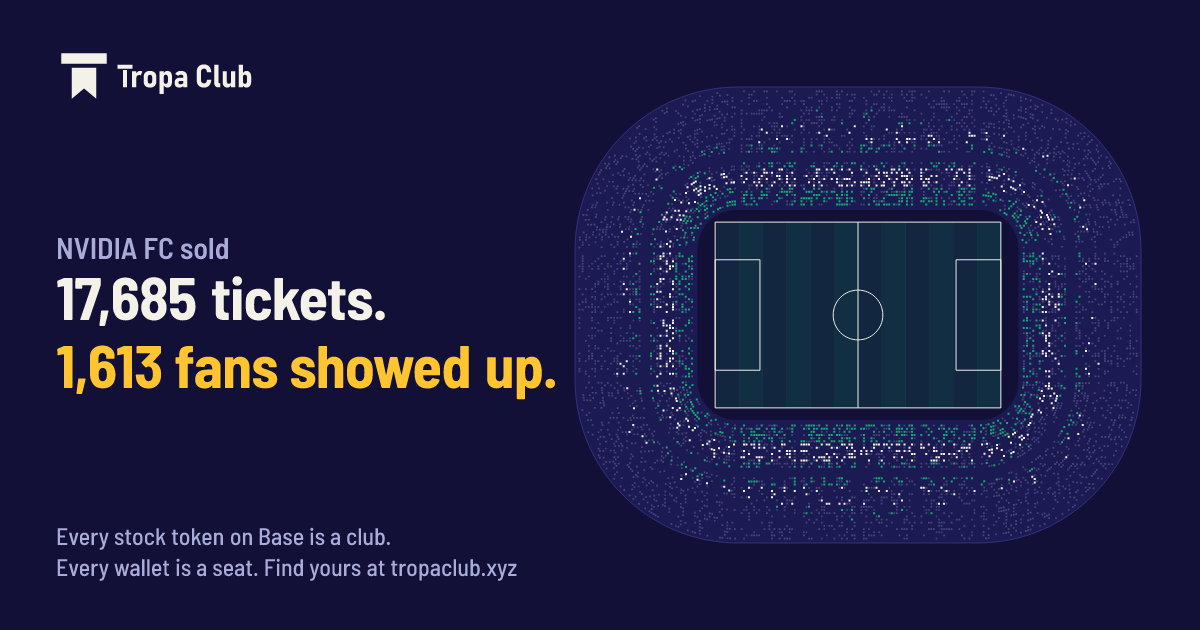 Tropa Club
NVIDIA FC sold
17,685 tickets.
1,613 fans showed up.
Every stock token on Base is a club.
Every wallet is a seat. Find yours at tropaclub.xyz